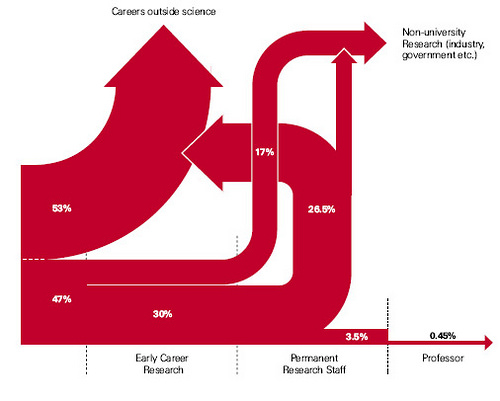 Careers outside science
Non-university
Research (industry,
government etc.)
17%
53%
26.5%
47%
30%
3.5%
0.45%
Early Career
Research
Permanent
Research Staff
Professor